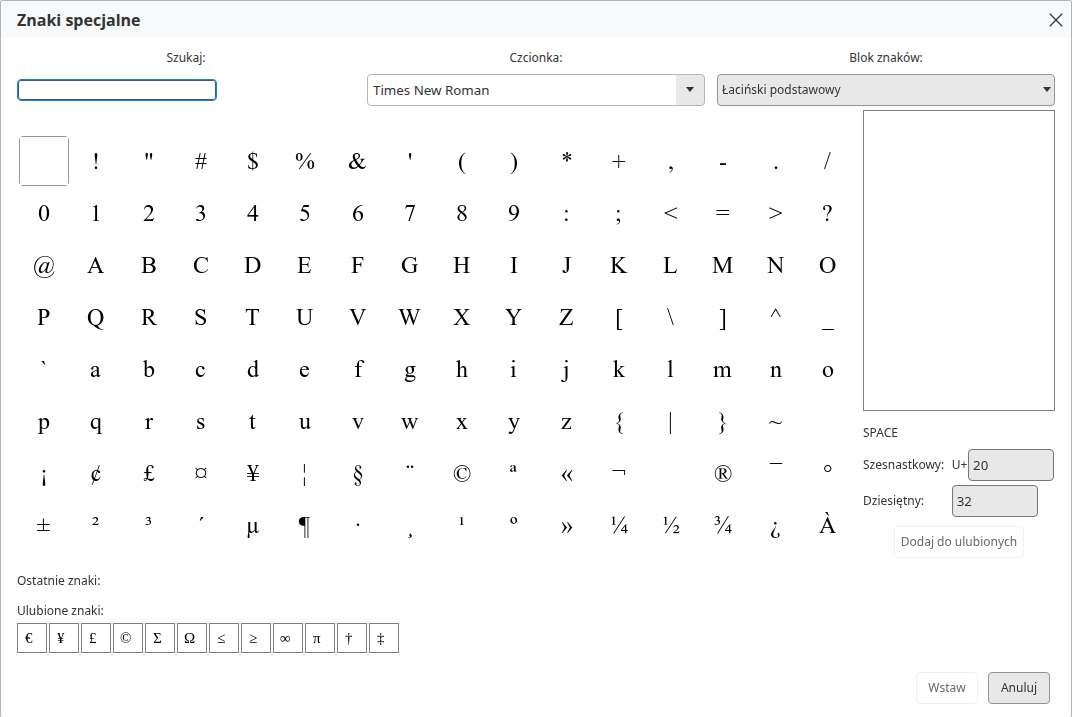 Znaki specjalne
Szukaj: Czcionka: Blok znaków:
Times New Roman Łaciński podstawowy
! " # $ % & ' ( ) * + , - . /
0 1 2 3 4 5 6 7 8 9 : ; < = > ?
@ A B C D E F G H I J K L M N O
P Q R S T U V W X Y Z [ \ ] ^ _
` a b c d e f g h i j k l m n o
p q r s t u v w x y z { | } ~
¡ ¢ £ ¤ ¥ ¦ § ¨ © ª « ¬ ® ¯ °
± ² ³ ´ µ ¶ · ¸ ¹ º » ¼ ½ ¾ ¿ À
SPACE
Szesnastkowy: U+ 20
Dziesiętny: 32
Dodaj do ulubionych
Ostatnie znaki:
Ulubione znaki:
€ ¥ £ © Σ Ω ≤ ≥ ∞ π † ‡
Wstaw Anuluj